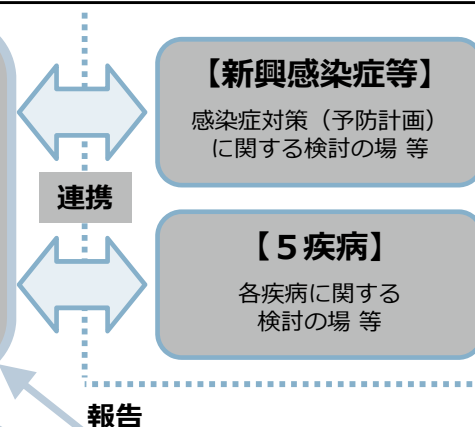 【新興感染症等】
感染症対策（予防計画）
に関する検討の場 等
連携
【５疾病】
各疾病に関する
検討の場 等
報告